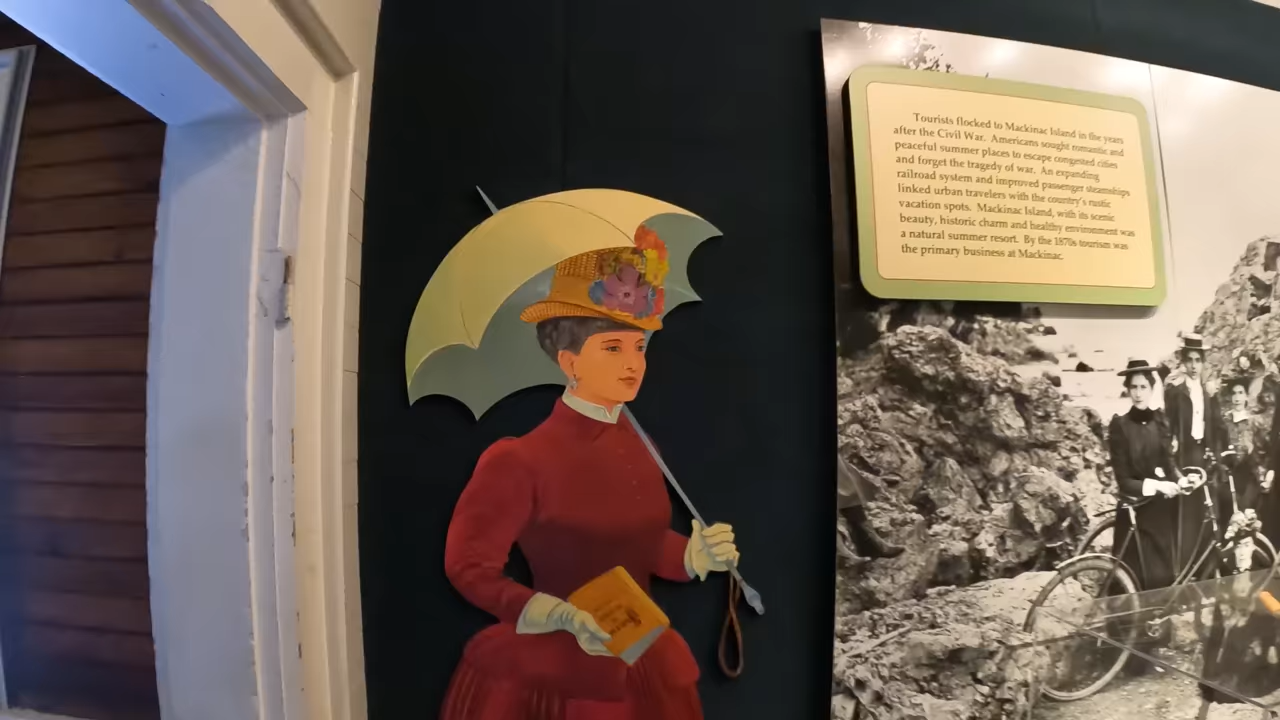 Tourists flocked to Mackinac Island in the years
after the Civil War. Americans sought romantic and
peaceful summer places to escape congested cities
and forget the tragedy of war. An expanding
railroad system and improved passenger steamships
linked urban travelers with the country's rustic
vacation spots. Mackinac Island, with its scenic
beauty, historic charm and healthy environment was
a natural summer resort. By the 1870s tourism was
the primary business at Mackinac.